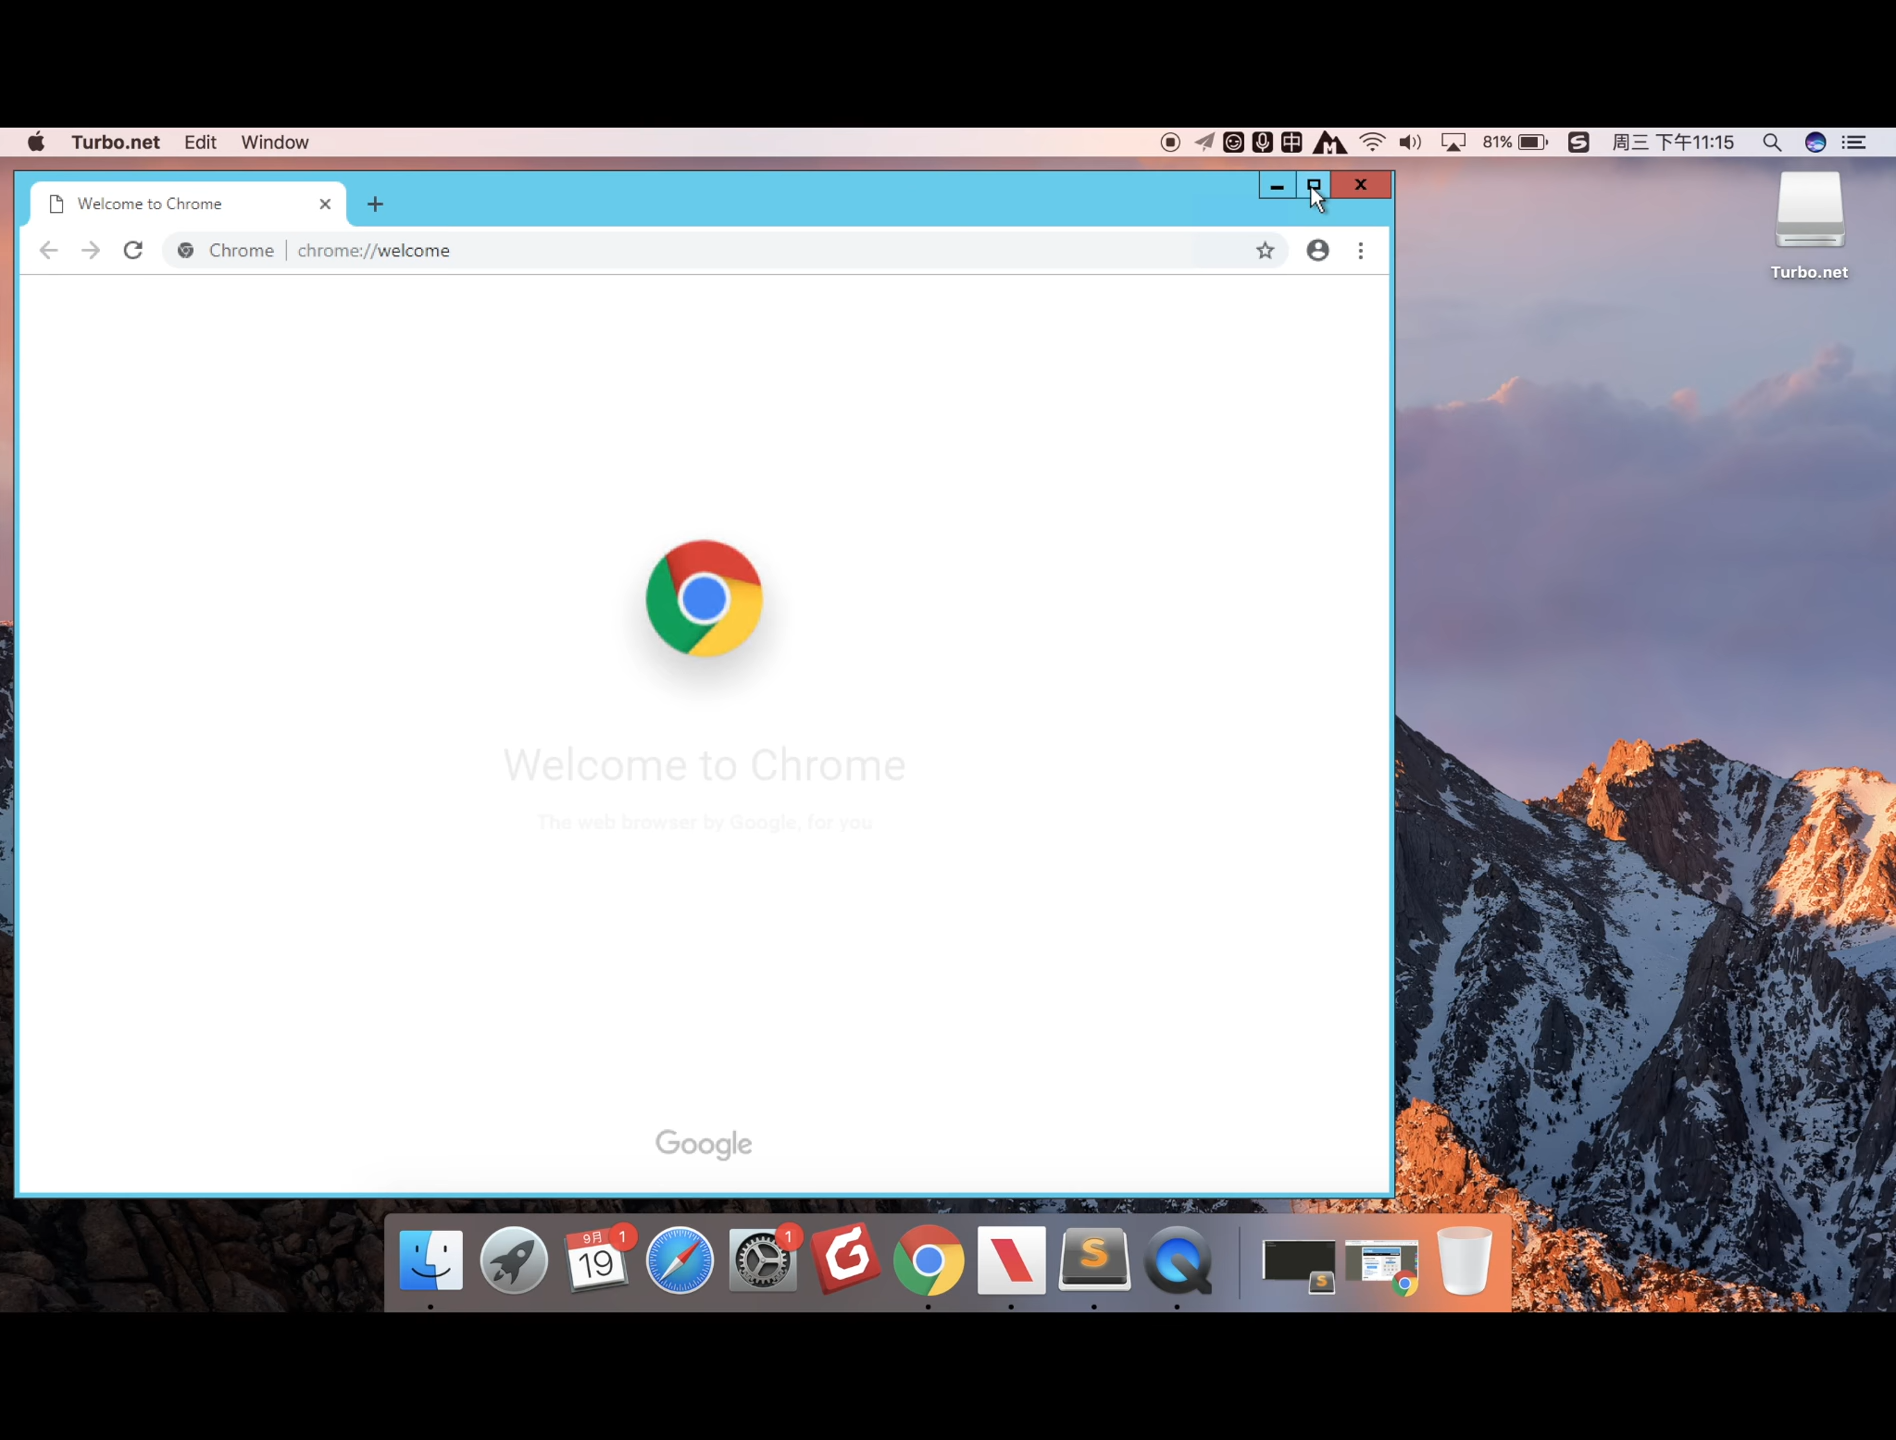 Turbo.net Edit Window
中 81% 周三 下午11:15
Welcome to Chrome
Chrome chrome://welcome
Turbo.net
Welcome to Chrome
The web browser by Google, for you
Google
9月 1
19
1